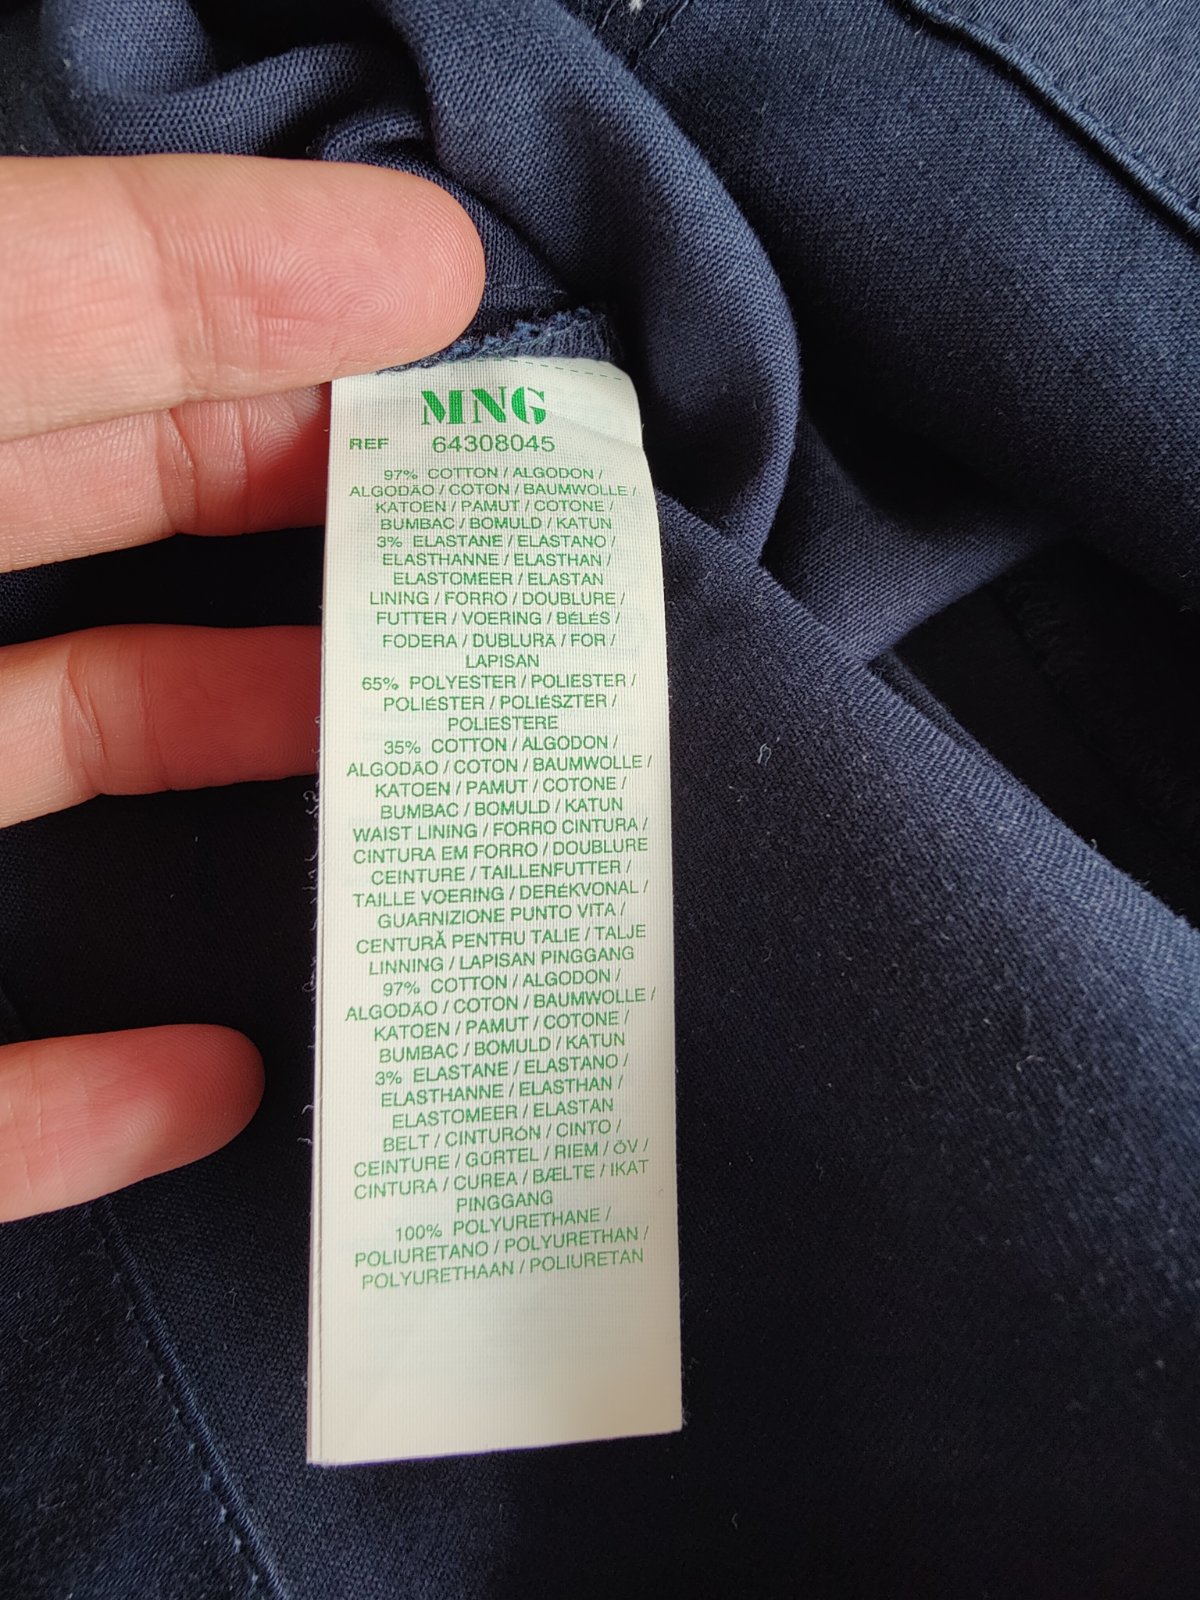 MNG
REF 64308045
97% COTTON / ALGODON /
ALGODÃO / COTON / BAUMWOLLE /
KATOEN / PAMUT / COTONE /
BUMBAC / BOMULD / KATUN
3% ELASTANE / ELASTANO /
ELASTHANNE / ELASTHAN /
ELASTOMEER / ELASTAN
LINING / FORRO / DOUBLURE /
FUTTER / VOERING / BÉLÉS /
FODERA / DUBLURĂ / FOR /
LAPISAN
65% POLYESTER / POLIESTER /
POLIÉSTER / POLIÉSZTER /
POLIESTERE
35% COTTON / ALGODON /
ALGODÃO / COTON / BAUMWOLLE /
KATOEN / PAMUT / COTONE /
BUMBAC / BOMULD / KATUN
WAIST LINING / FORRO CINTURA /
CINTURA EM FORRO / DOUBLURE
CEINTURE / TAILLENFUTTER /
TAILLE VOERING / DERÉKVONAL /
GUARNIZIONE PUNTO VITA /
CENTURĂ PENTRU TALIE / TALJE
LINNING / LAPISAN PINGGANG
97% COTTON / ALGODON /
ALGODÃO / COTON / BAUMWOLLE /
KATOEN / PAMUT / COTONE /
BUMBAC / BOMULD / KATUN
3% ELASTANE / ELASTANO /
ELASTHANNE / ELASTHAN /
ELASTOMEER / ELASTAN
BELT / CINTURÓN / CINTO /
CEINTURE / GÜRTEL / RIEM / ÖV /
CINTURA / CUREA / BÆLTE / IKAT
PINGGANG
100% POLYURETHANE /
POLIURETANO / POLYURETHAN /
POLYURETHAAN / POLIURETAN